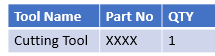 Tool Name Part No QTY
Cutting Tool XXXX 1